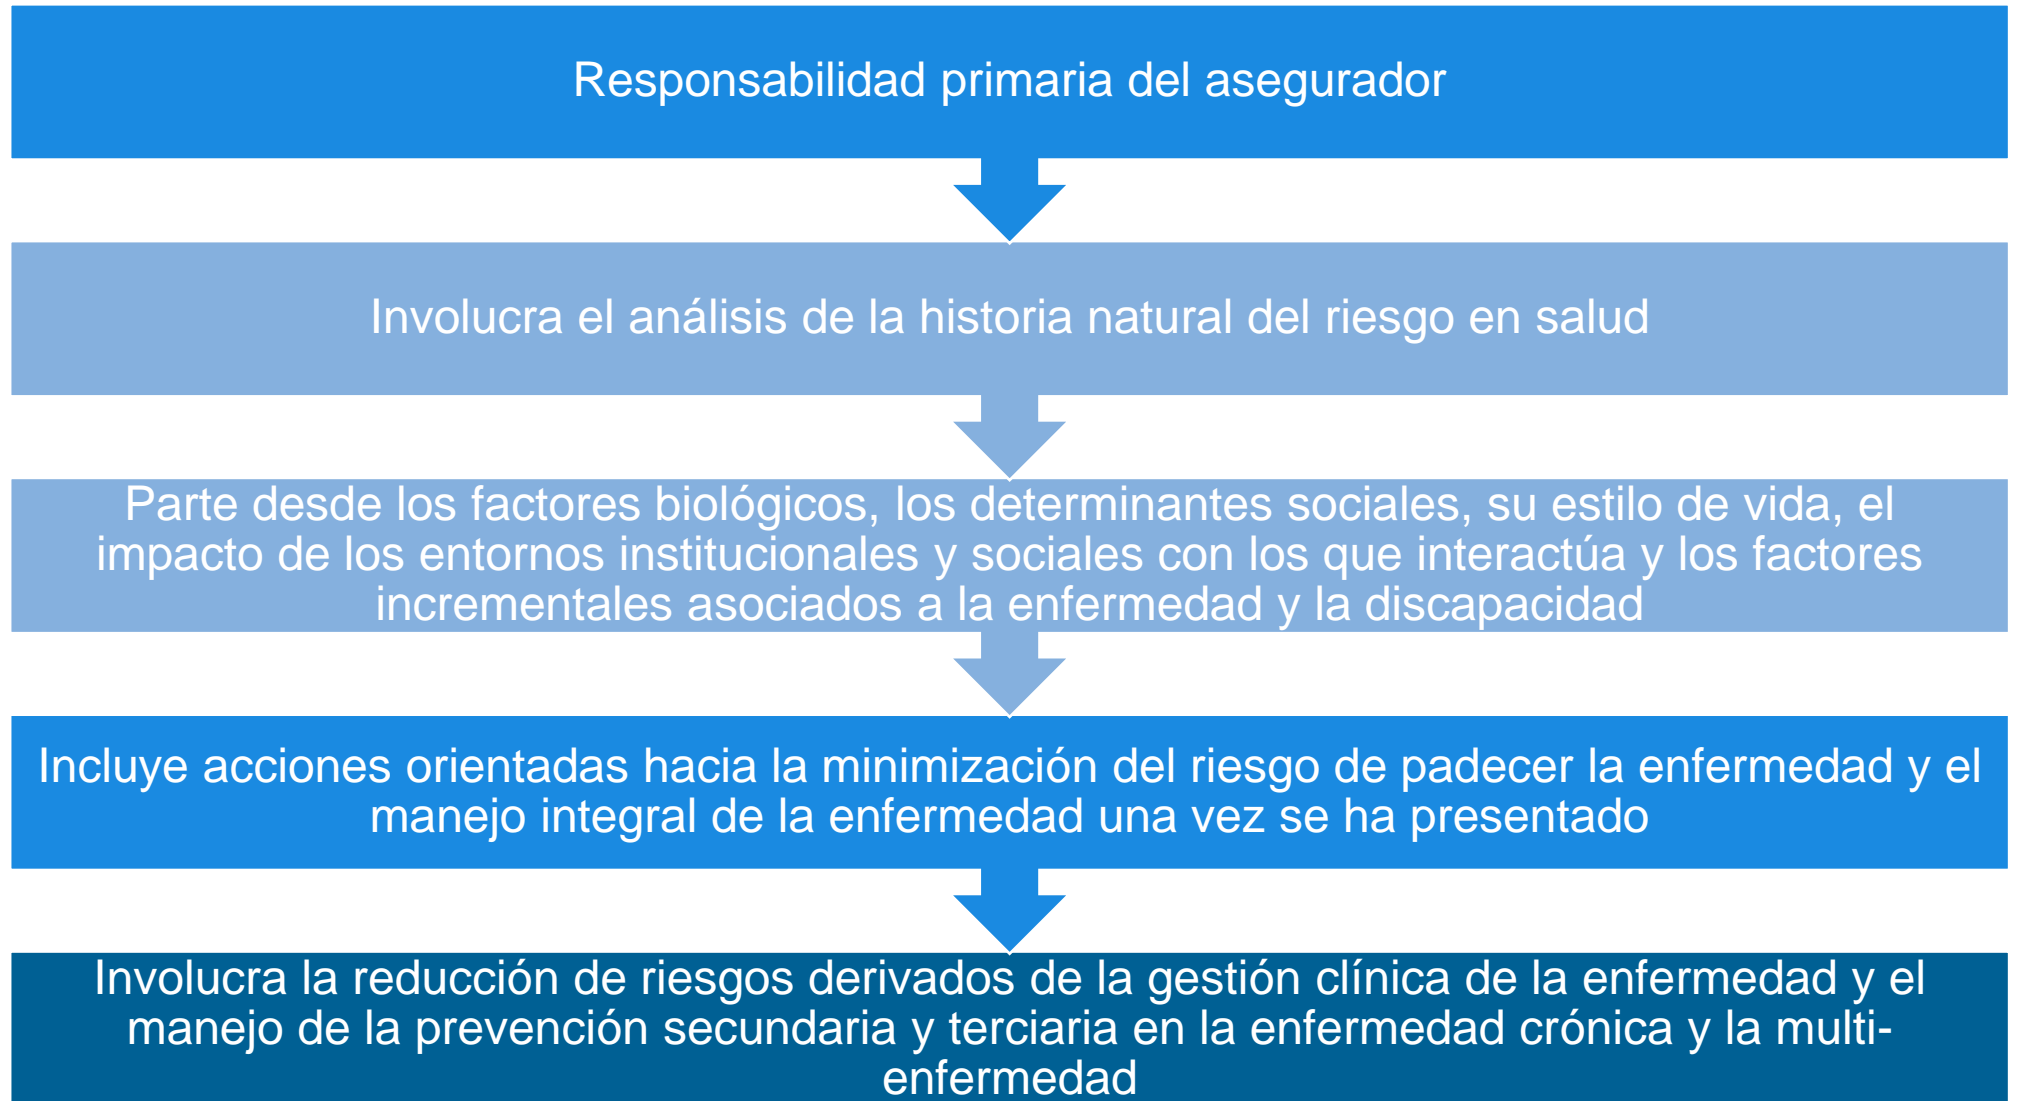 Responsabilidad primaria del asegurador
Involucra el análisis de la historia natural del riesgo en salud
Parte desde los factores biológicos, los determinantes sociales, su estilo de vida, el
impacto de los entornos institucionales y sociales con los que interactúa y los factores
incrementales asociados a la enfermedad y la discapacidad
Incluye acciones orientadas hacia la minimización del riesgo de padecer la enfermedad y el
manejo integral de la enfermedad una vez se ha presentado
Involucra la reducción de riesgos derivados de la gestión clínica de la enfermedad y el
manejo de la prevención secundaria y terciaria en la enfermedad crónica y la multi-
enfermedad